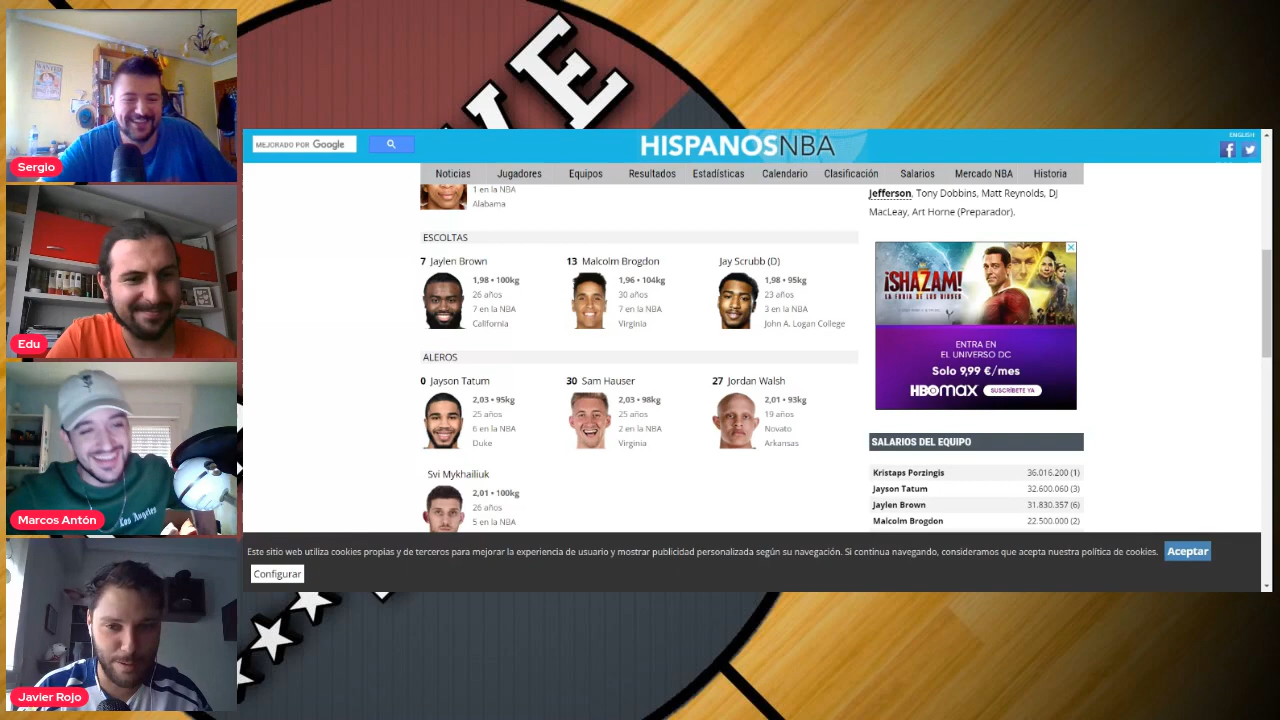 VE
Sergio
Edu
Marcos Antón
Los Angeles
Javier Rojo
MEJORADO POR Google
HISPANOSNBA
ENGLISH
Noticias Jugadores Equipos Resultados Estadísticas Calendario Clasificación Salarios Mercado NBA Historia
1 en la NBA
Alabama
Jefferson, Tony Dobbins, Matt Reynolds, DJ
MacLeay, Art Horne (Preparador).
ESCOLTAS
7 Jaylen Brown
1,98 • 100kg
26 años
7 en la NBA
California
13 Malcolm Brogdon
1,96 • 104kg
30 años
7 en la NBA
Virginia
Jay Scrubb (D)
1,98 • 95kg
23 años
3 en la NBA
John A. Logan College
ALEROS
0 Jayson Tatum
2,03 • 95kg
25 años
6 en la NBA
Duke
30 Sam Hauser
2,03 • 98kg
25 años
2 en la NBA
Virginia
27 Jordan Walsh
2,01 • 93kg
19 años
Novato
Arkansas
Svi Mykhailiuk
2,01 • 100kg
26 años
5 en la NBA
¡SHAZAM!
LA FURIA DE LOS DIOSES
ENTRA EN
EL UNIVERSO DC
Solo 9,99 €/mes
HBOMAX SUSCRÍBETE YA
SALARIOS DEL EQUIPO
Kristaps Porzingis 36.016.200 (1)
Jayson Tatum 32.600.060 (3)
Jaylen Brown 31.830.357 (6)
Malcolm Brogdon 22.500.000 (2)
Este sitio web utiliza cookies propias y de terceros para mejorar la experiencia de usuario y mostrar publicidad personalizada según su navegación. Si continua navegando, consideramos que acepta nuestra política de cookies. Aceptar
Configurar